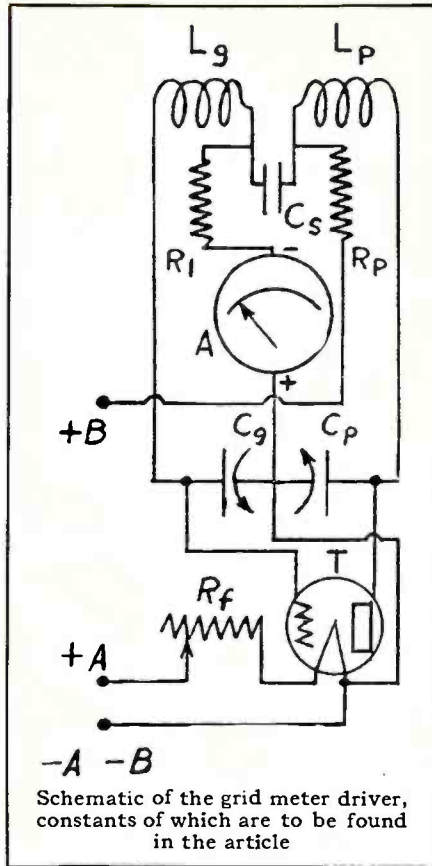 Lg Lp
Cs
R1 Rp
-
A
+
+B
Cg Cp
T
Rf
+A
-A -B
Schematic of the grid meter driver,
constants of which are to be found
in the article